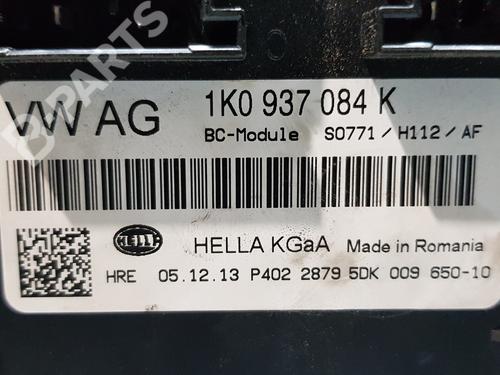 VW AG 1K0 937 084 K
BC-Module S0771/H112/AF
HELLA
HELLA KGaA Made in Romania
HRE 05.12.13 P402 2879 5DK 009 650-10
B-PARTS